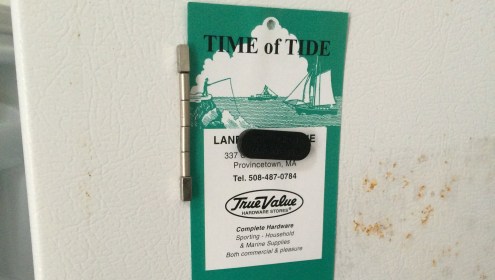 TIME of TIDE
LAN
337
Provincetown, MA
Tel. 508-487-0784
True Value
HARDWARE STORES®
Complete Hardware
Sporting - Household
& Marine Supplies
Both commercial & pleasure